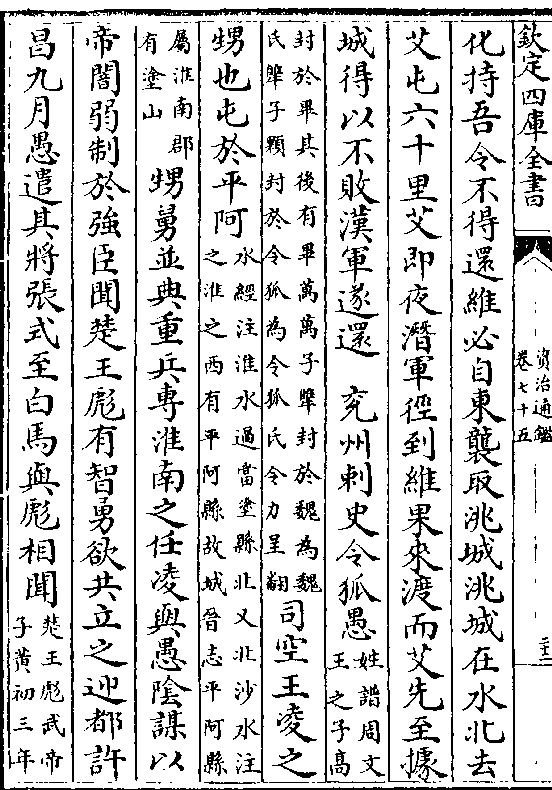 欽定四庫全書
資治通鑑
卷七十五
化持吾令不得還維必自東襲取洮城洮城在水北去
艾屯六十里艾即夜潛軍徑到維果來渡而艾先至據
城得以不敗漢軍遂還 兖州刺史令狐愚姓譜周文王之子髙
封於畢其後有畢萬萬子犨封於魏為魏氏犨子顆封於令狐為令狐氏令力呈翻司空王凌之
甥也屯於平阿水經注淮水過當塗縣北又北沙水注之淮之西有平阿縣故城晉志平阿縣
屬淮南郡有塗山甥舅並典重兵専淮南之任凌與愚陰謀以
帝闇弱制於強臣聞楚王彪有智勇欲共立之迎都許
昌九月愚遣其將張式至白馬與彪相聞楚王彪武帝子黃初三年